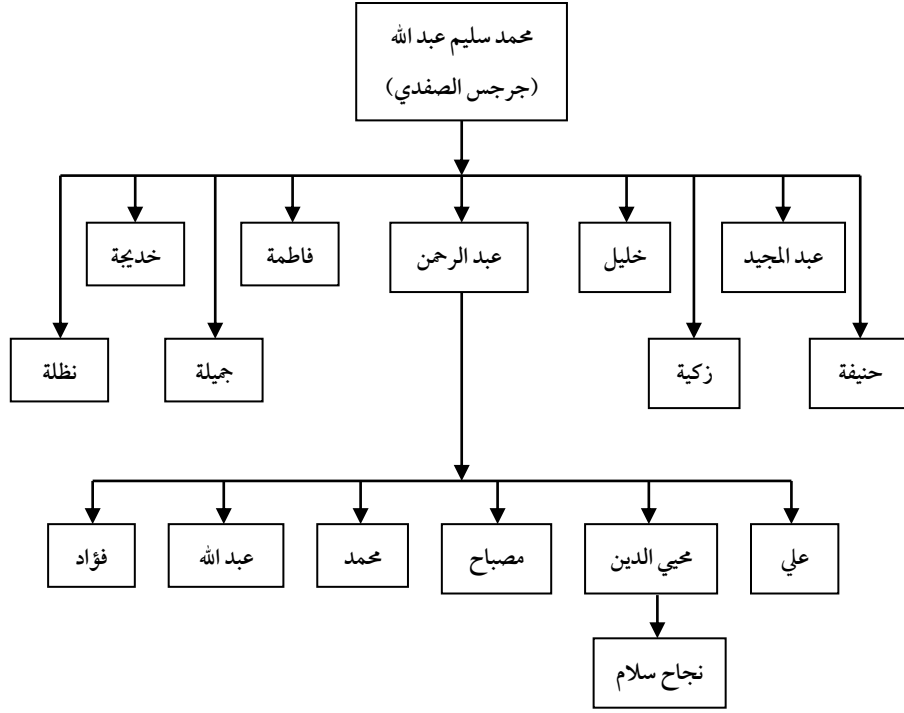 محمد سليم عبد الله
(جرجس الصفدي)
عبد المجيد
خليل
عبد الرحمن
فاطمة
خديجة
حنيفة
زكية
جميلة
نظلة
علي
محيي الدين
مصباح
محمد
عبد الله
فؤاد
نجاح سلام